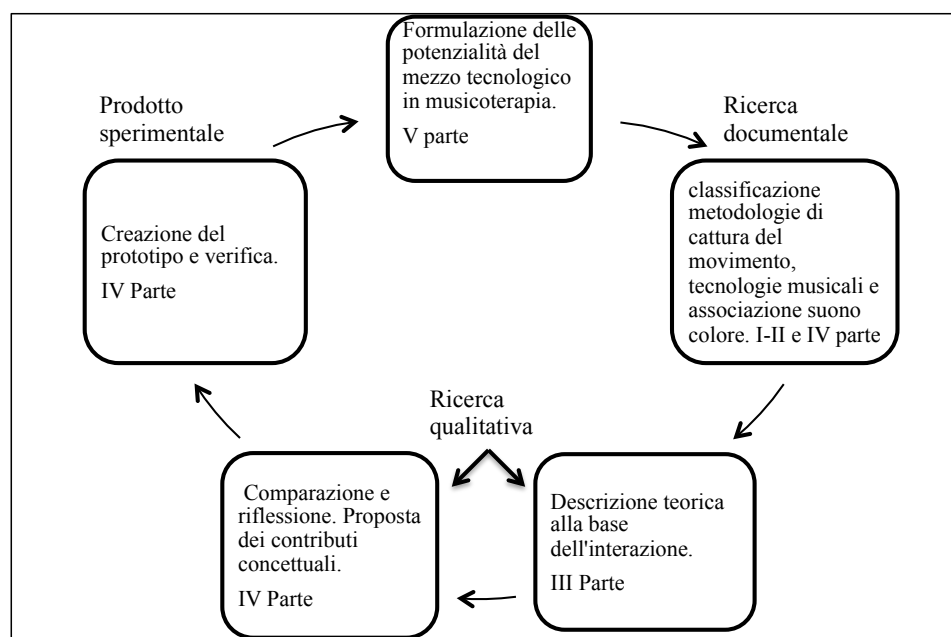 Formulazione delle
potenzialità del
mezzo tecnologico
in musicoterapia.
V parte
Ricerca
documentale
classificazione
metodologie di
cattura del
movimento,
tecnologie musicali e
associazione suono
colore. I-II e IV parte
Descrizione teorica
alla base
dell'interazione.
III Parte
Ricerca
qualitativa
Comparazione e
riflessione. Proposta
dei contributi
concettuali.
IV Parte
Prodotto
sperimentale
Creazione del
prototipo e verifica.
IV Parte